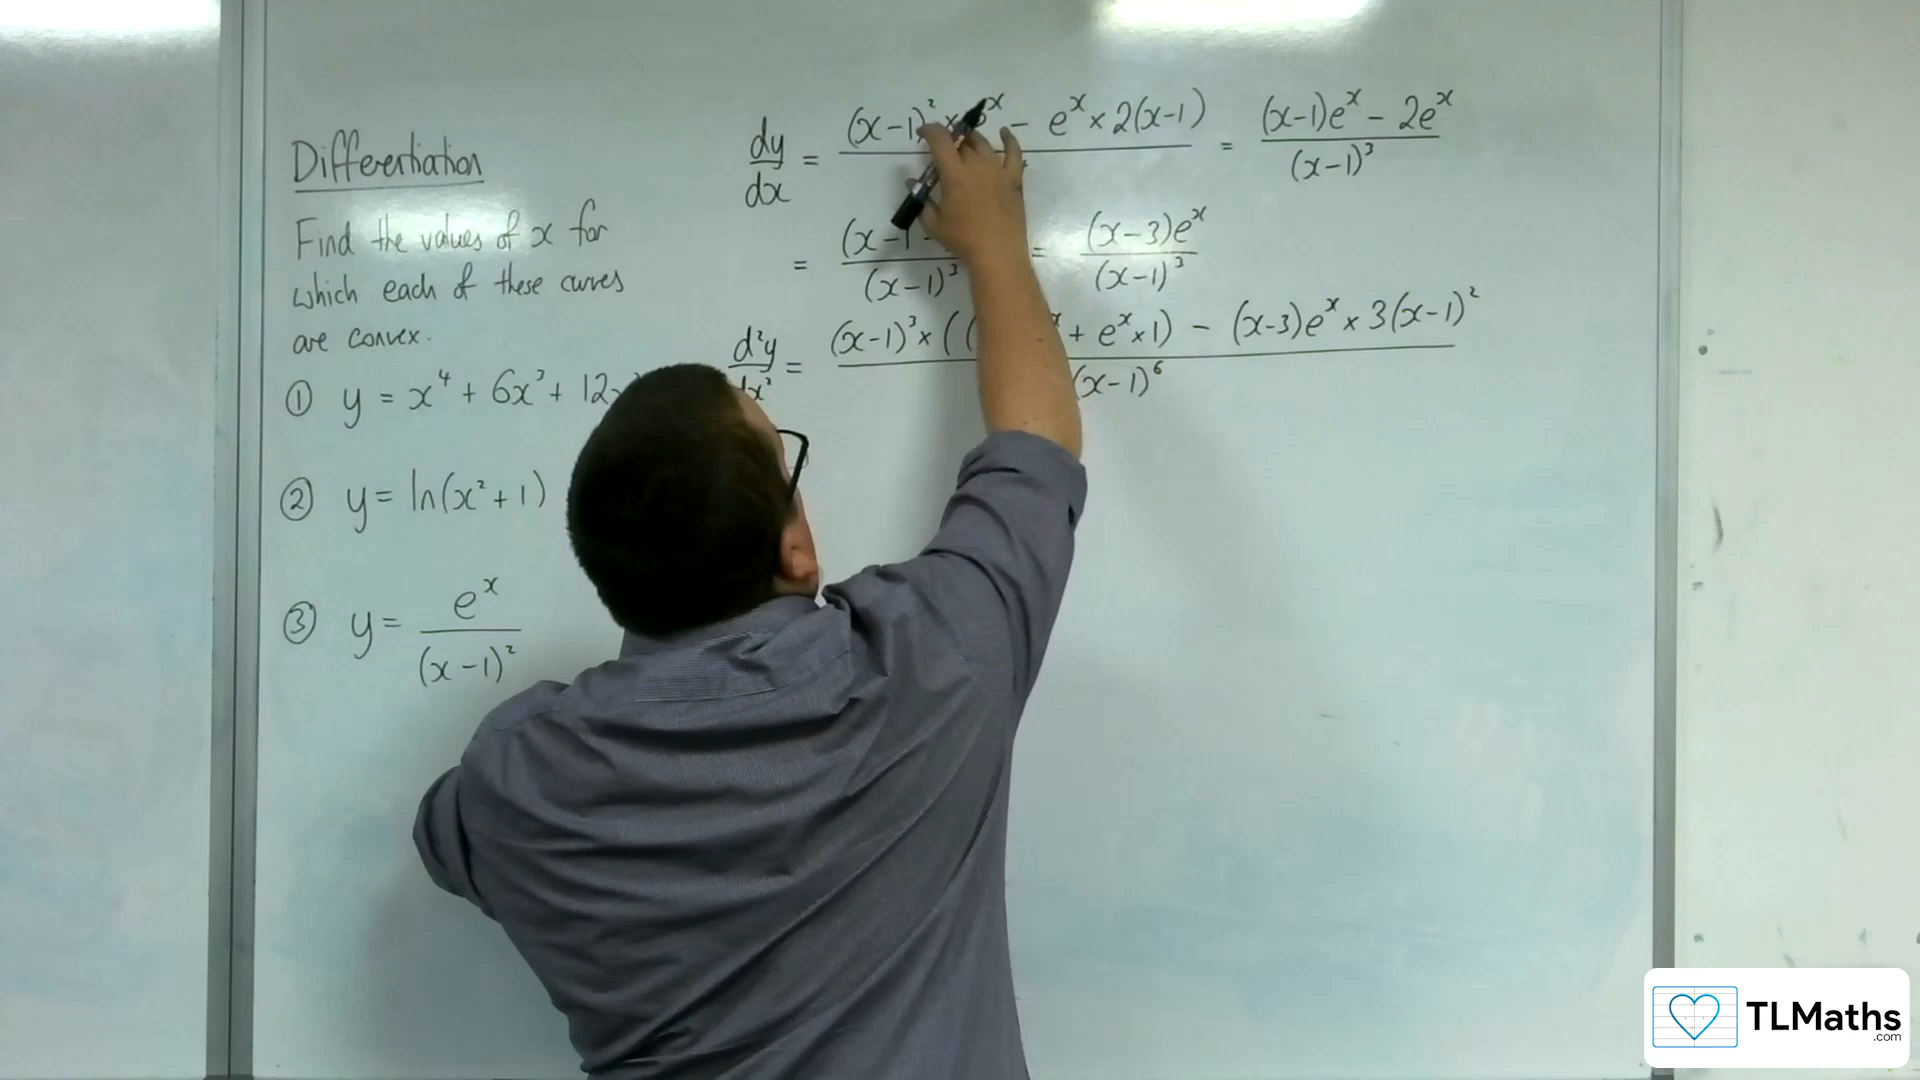 Differentiation
Find the values of x for
which each of these curves
are convex.
① y = x⁴ + 6x³ + 12x
② y = ln(x² + 1)
③ y = eˣ / (x-1)²
dy/dx = (x-1)² × eˣ - eˣ × 2(x-1) = (x-1)eˣ - 2eˣ / (x-1)³
= (x-1- / (x-1)³ = (x-3)eˣ / (x-1)³
d²y/dx² = (x-1)³ × (( + eˣ×1) - (x-3)eˣ × 3(x-1)² / (x-1)⁶
TLMaths
.com